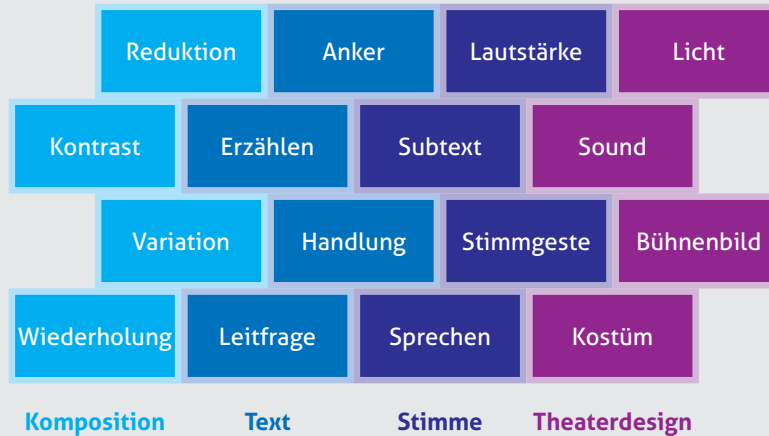 Reduktion Anker Lautstärke Licht
Kontrast Erzählen Subtext Sound
Variation Handlung Stimmgeste Bühnenbild
Wiederholung Leitfrage Sprechen Kostüm
Komposition Text Stimme Theaterdesign